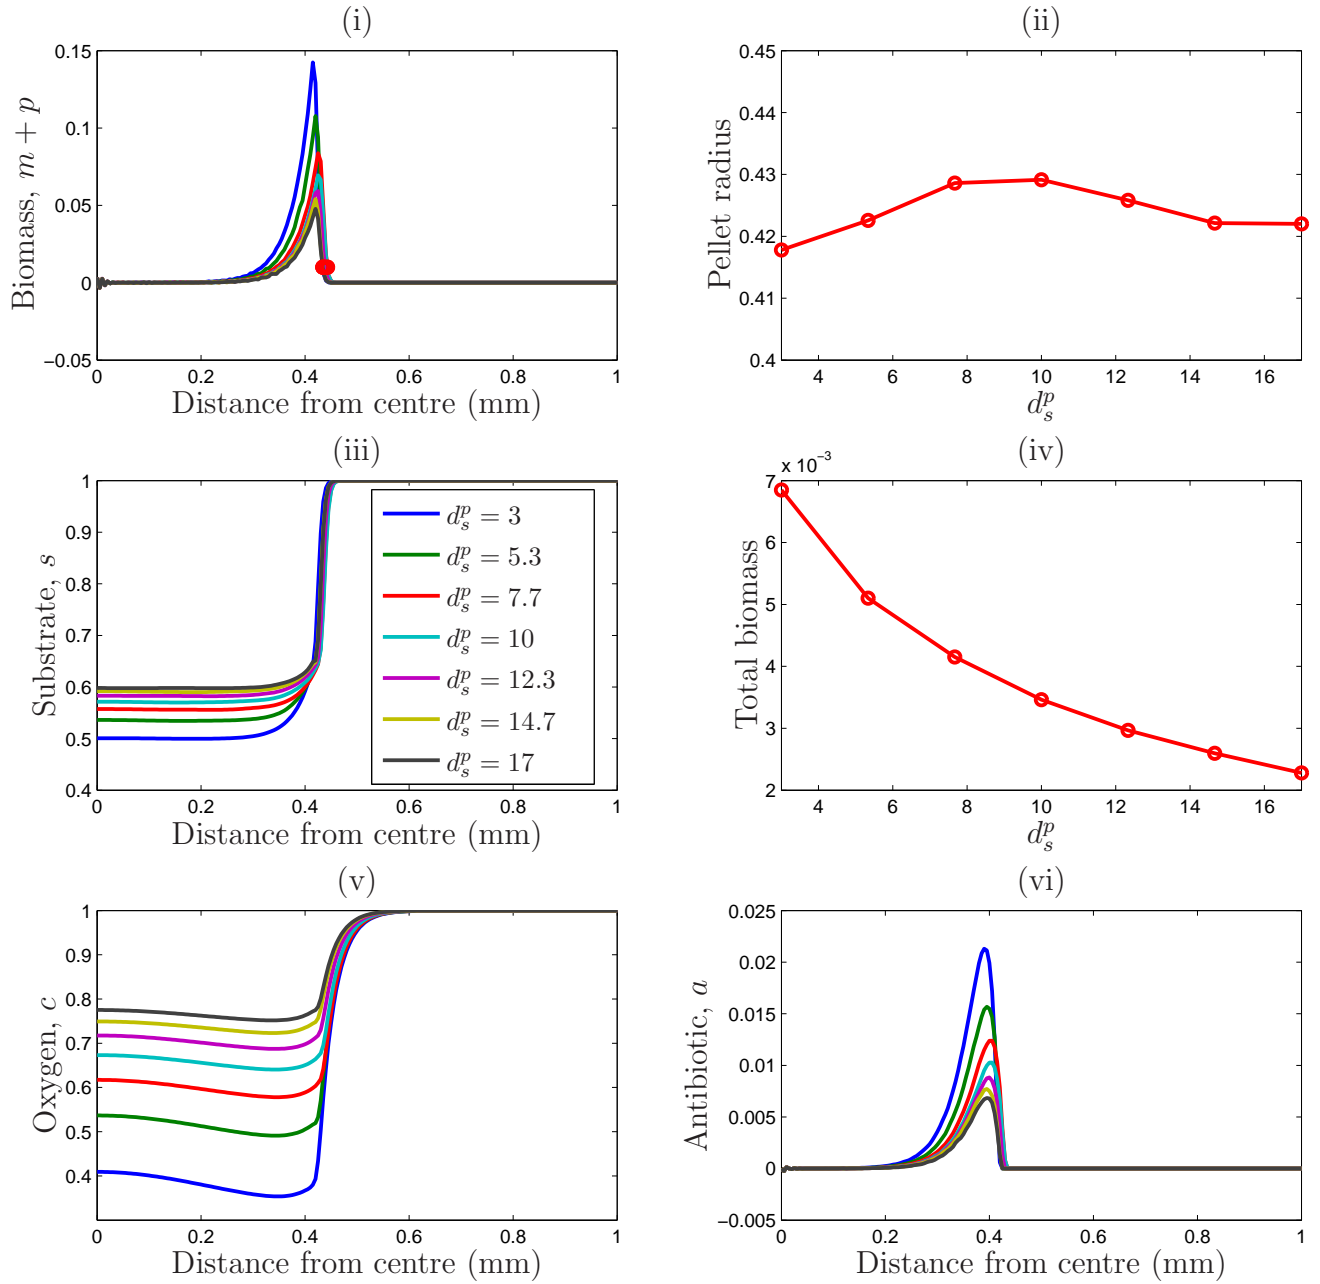 (i)
0.15
0.1
0.05
0
−0.05
Biomass, m + p
0 0.2 0.4 0.6 0.8 1
Distance from centre (mm)
(ii)
0.45
0.44
0.43
0.42
0.41
0.4
Pellet radius
4 6 8 10 12 14 16
d_s^p
(iii)
1
0.9
0.8
0.7
0.6
0.5
0.4
Substrate, s
d_s^p = 3
d_s^p = 5.3
d_s^p = 7.7
d_s^p = 10
d_s^p = 12.3
d_s^p = 14.7
d_s^p = 17
0 0.2 0.4 0.6 0.8 1
Distance from centre (mm)
(iv)
x 10^−3
7
6
5
4
3
2
Total biomass
4 6 8 10 12 14 16
d_s^p
(v)
1
0.9
0.8
0.7
0.6
0.5
0.4
Oxygen, c
0 0.2 0.4 0.6 0.8 1
Distance from centre (mm)
(vi)
0.025
0.02
0.015
0.01
0.005
0
−0.005
Antibiotic, a
0 0.2 0.4 0.6 0.8 1
Distance from centre (mm)